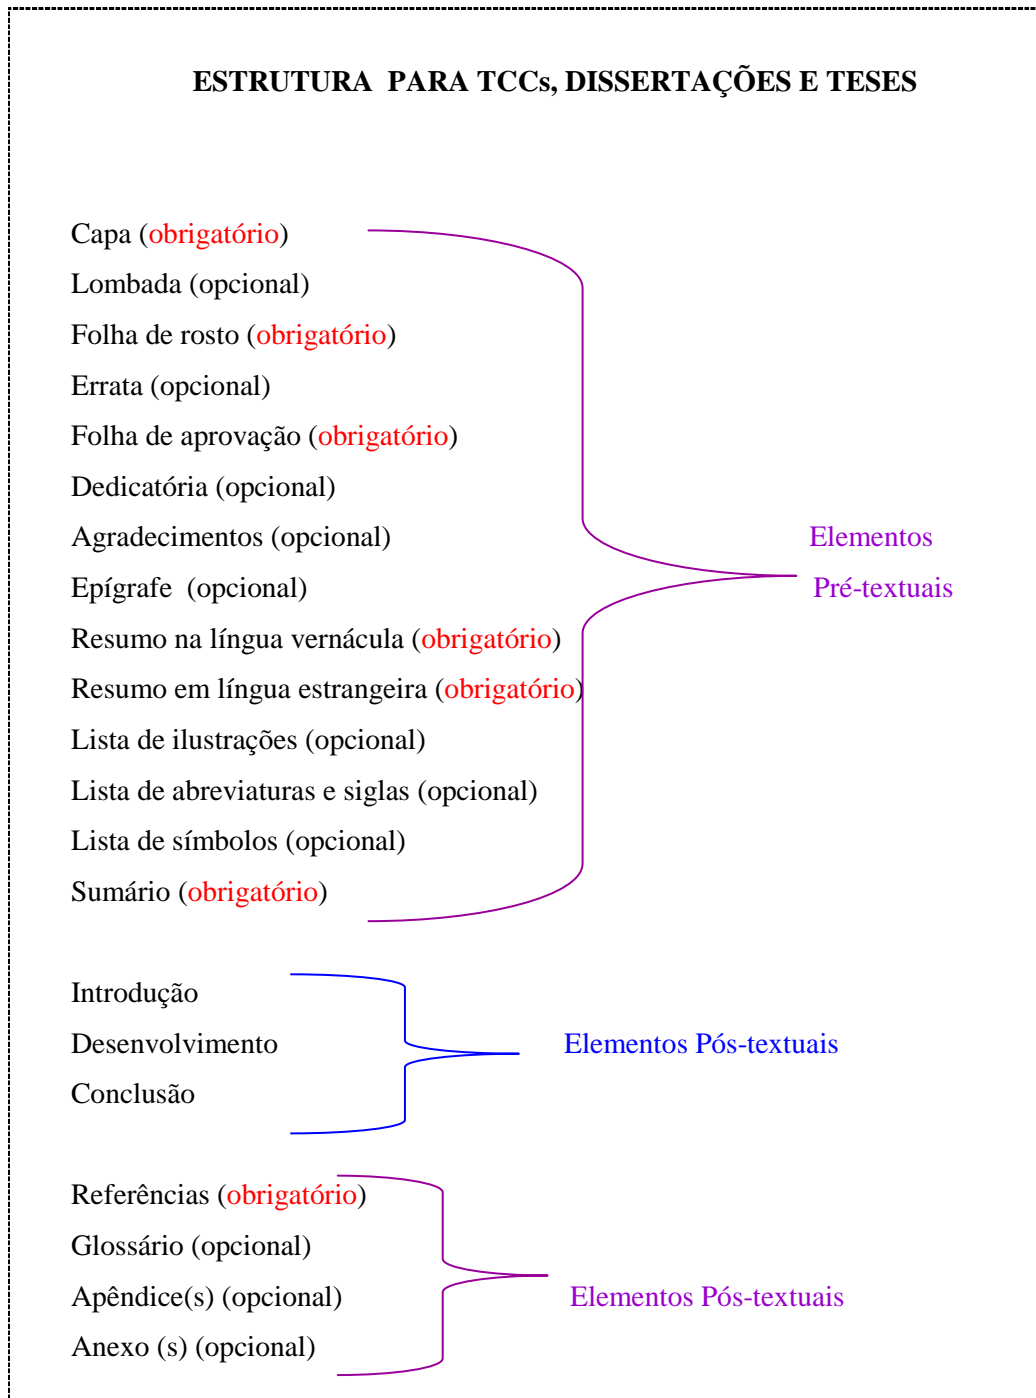 ESTRUTURA  PARA TCCs, DISSERTAÇÕES E TESES
Capa (obrigatório)
Lombada (opcional)
Folha de rosto (obrigatório)
Errata (opcional)
Folha de aprovação (obrigatório)
Dedicatória (opcional)
Agradecimentos (opcional)
Epígrafe  (opcional)
Resumo na língua vernácula (obrigatório)
Resumo em língua estrangeira (obrigatório)
Lista de ilustrações (opcional)
Lista de abreviaturas e siglas (opcional)
Lista de símbolos (opcional)
Sumário (obrigatório)
Elementos
Pré-textuais
Introdução
Desenvolvimento
Conclusão
Elementos Pós-textuais
Referências (obrigatório)
Glossário (opcional)
Apêndice(s) (opcional)
Anexo (s) (opcional)
Elementos Pós-textuais